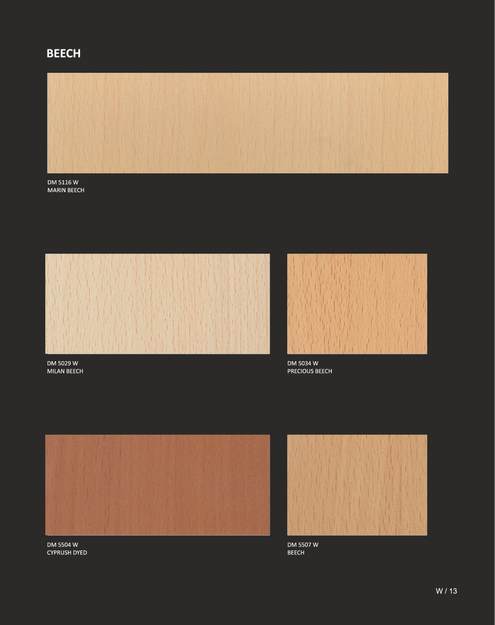 BEECH
DM 5116 W
MARIN BEECH
DM 5029 W
MILAN BEECH
DM 5034 W
PRECIOUS BEECH
DM 5504 W
CYPRUSH DYED
DM 5507 W
BEECH
W / 13